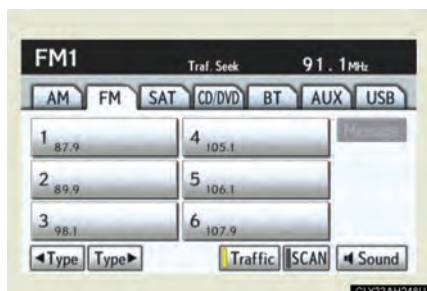 FM1 Traf. Seek 91.1MHz
AM FM SAT CD/DVD BT AUX USB
1 87.9 4 105.1 Message
2 89.9 5 106.1
3 98.1 6 107.9
◄Type Type► Traffic SCAN Sound